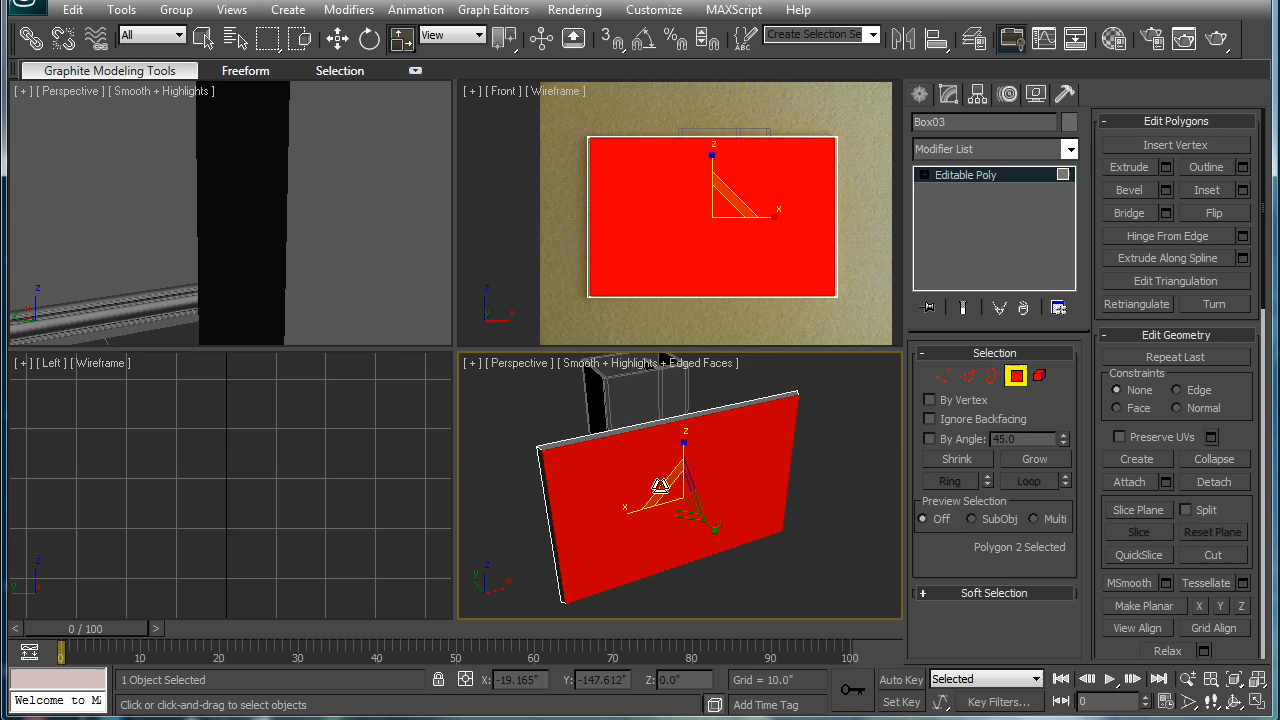 Edit Tools Group Views Create Modifiers Animation Graph Editors Rendering Customize MAXScript Help
All View 3 Create Selection Se
Graphite Modeling Tools Freeform Selection
[ + ] [ Perspective ] [ Smooth + Highlights ]
[ + ] [ Front ] [ Wireframe ]
z
x
z
x
z
y
Box03
Modifier List
Editable Poly
Edit Polygons
Insert Vertex
Extrude Outline
Bevel Inset
Bridge Flip
Hinge From Edge
Extrude Along Spline
Edit Triangulation
Retriangulate Turn
[ + ] [ Left ] [ Wireframe ]
[ + ] [ Perspective ] [ Smooth + Highlights + Edged Faces ]
z
x
y
z
y
z
y
x
Selection
By Vertex
Ignore Backfacing
By Angle: 45.0
Shrink Grow
Ring Loop
Preview Selection
Off SubObj Multi
Polygon 2 Selected
Soft Selection
Edit Geometry
Repeat Last
Constraints
None Edge
Face Normal
Preserve UVs
Create Collapse
Attach Detach
Slice Plane Split
Slice Reset Plane
QuickSlice Cut
MSmooth Tessellate
Make Planar X Y Z
View Align Grid Align
Relax
< 0 / 100 >
0 10 20 30 40 50 60 70 80 90 100
1 Object Selected X: -19.165" Y: -147.612" Z: 0.0" Grid = 10.0" Auto Key Selected
Welcome to M Click or click-and-drag to select objects Add Time Tag Set Key Key Filters... 0